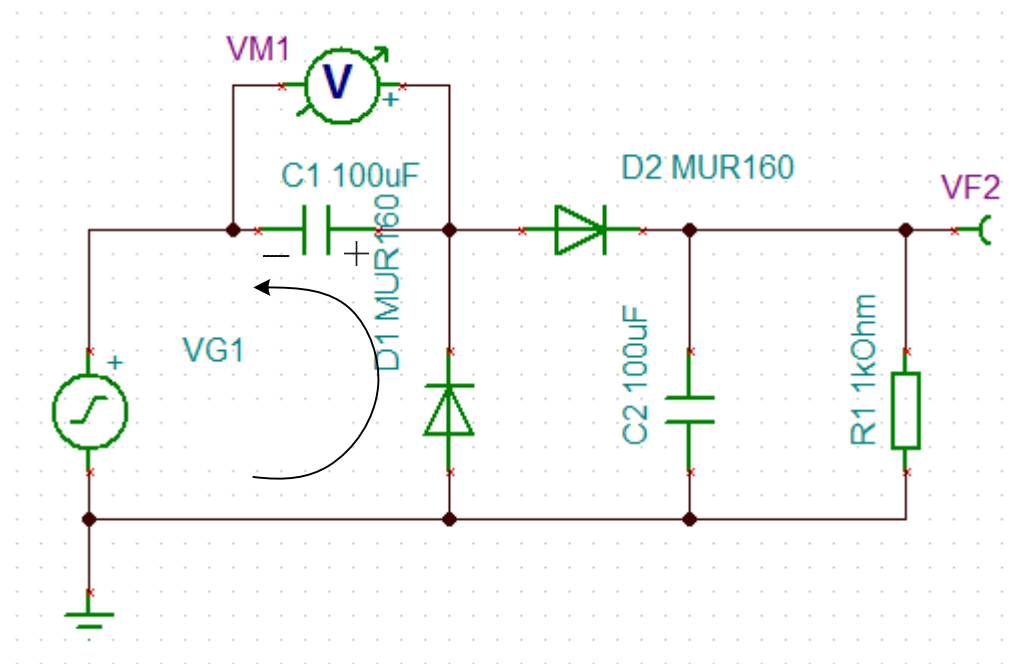 VM1
V
+
C1 100uF
D2 MUR160
VF2
− +
D1 MUR160
VG1
+
C2 100uF
R1 1kOhm